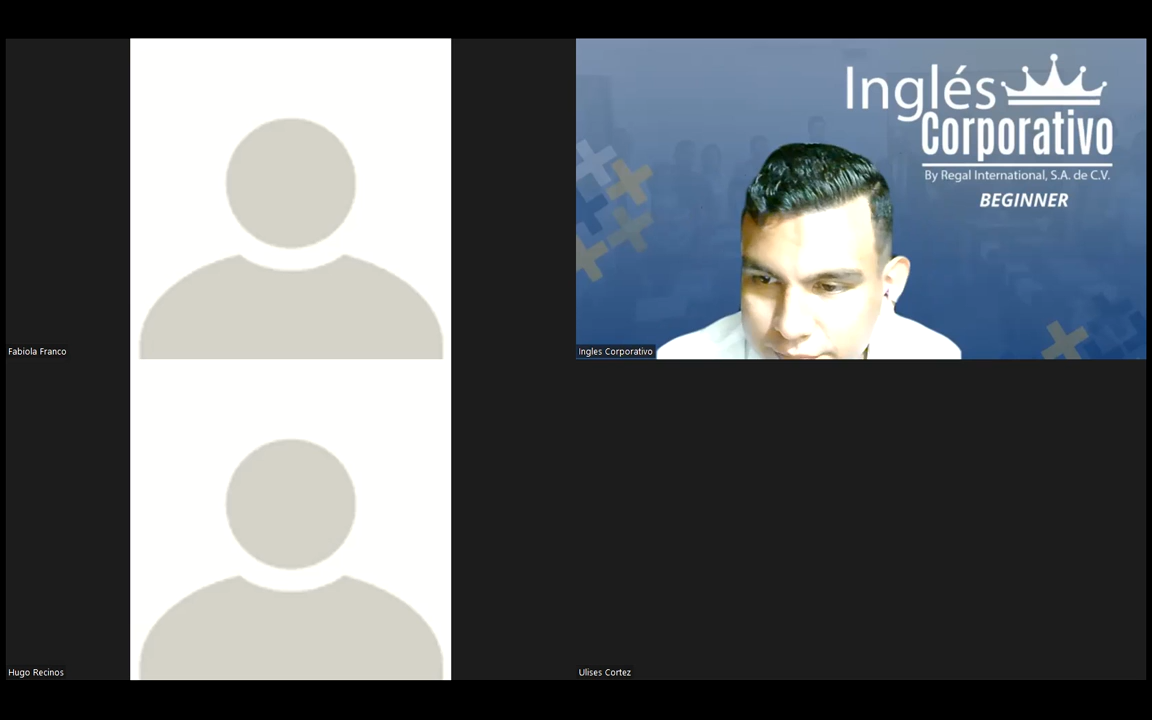 Inglés
Corporativo
By Regal International, S.A. de C.V.
BEGINNER
Fabiola Franco
Ingles Corporativo
Hugo Recinos
Ulises Cortez